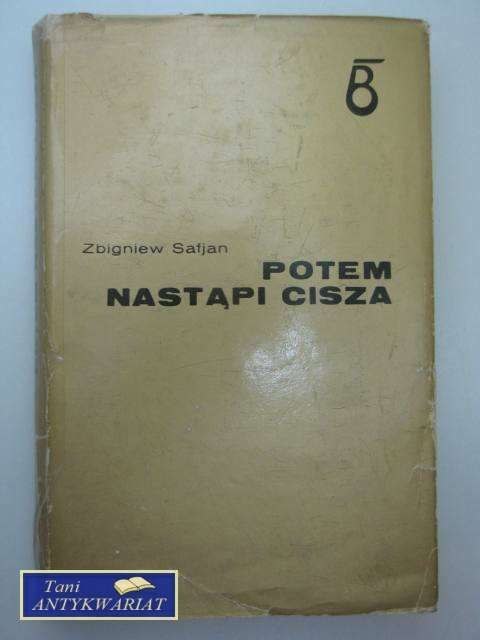 Zbigniew Safjan
POTEM
NASTĄPI CISZA
Tani
ANTYKWARIAT